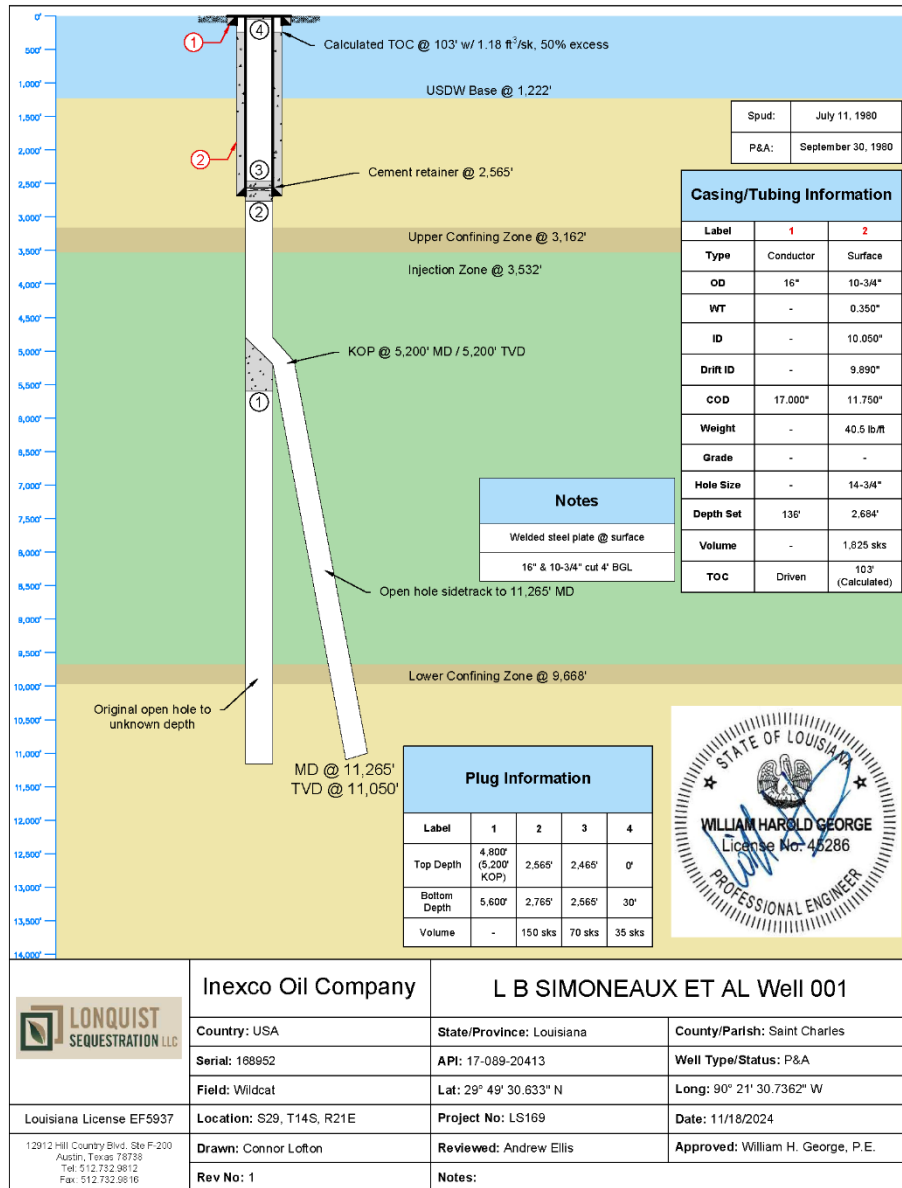 0'
500'
1,000'
1,500'
2,000'
2,500'
3,000'
3,500'
4,000'
4,500'
5,000'
5,500'
6,000'
6,500'
7,000'
7,500'
8,000'
8,500'
9,000'
9,500'
10,000'
10,500'
11,000'
11,500'
12,000'
12,500'
13,000'
13,500'
14,000'
1
4
Calculated TOC @ 103' w/ 1.18 ft³/sk, 50% excess
USDW Base @ 1,222'
2
3
Cement retainer @ 2,565'
2
Upper Confining Zone @ 3,162'
Injection Zone @ 3,532'
KOP @ 5,200' MD / 5,200' TVD
1
Open hole sidetrack to 11,265' MD
Lower Confining Zone @ 9,668'
Original open hole to
unknown depth
MD @ 11,265'
TVD @ 11,050'
Spud: July 11, 1980
P&A: September 30, 1980
Casing/Tubing Information
Label 1 2
Type Conductor Surface
OD 16" 10-3/4"
WT - 0.350"
ID - 10.050"
Drift ID - 9.890"
COD 17.000" 11.750"
Weight - 40.5 lb/ft
Grade - -
Hole Size - 14-3/4"
Depth Set 136' 2,684'
Volume - 1,825 sks
TOC Driven 103'
(Calculated)
Notes
Welded steel plate @ surface
16" & 10-3/4" cut 4' BGL
Plug Information
Label 1 2 3 4
Top Depth 4,800'
(5,200'
KOP) 2,565' 2,465' 0'
Bottom
Depth 5,600' 2,765' 2,565' 30'
Volume - 150 sks 70 sks 35 sks
STATE OF LOUISIANA
WILLIAM HAROLD GEORGE
License No. 45286
PROFESSIONAL ENGINEER
LONQUIST
SEQUESTRATION LLC
Louisiana License EF5937
12912 Hill Country Blvd. Ste F-200
Austin, Texas 78738
Tel: 512.732.9812
Fax: 512.732.9816
Inexco Oil Company
L B SIMONEAUX ET AL Well 001
Country: USA
State/Province: Louisiana
County/Parish: Saint Charles
Serial: 168952
API: 17-089-20413
Well Type/Status: P&A
Field: Wildcat
Lat: 29° 49' 30.633" N
Long: 90° 21' 30.7362" W
Location: S29, T14S, R21E
Project No: LS169
Date: 11/18/2024
Drawn: Connor Lofton
Reviewed: Andrew Ellis
Approved: William H. George, P.E.
Rev No: 1
Notes: